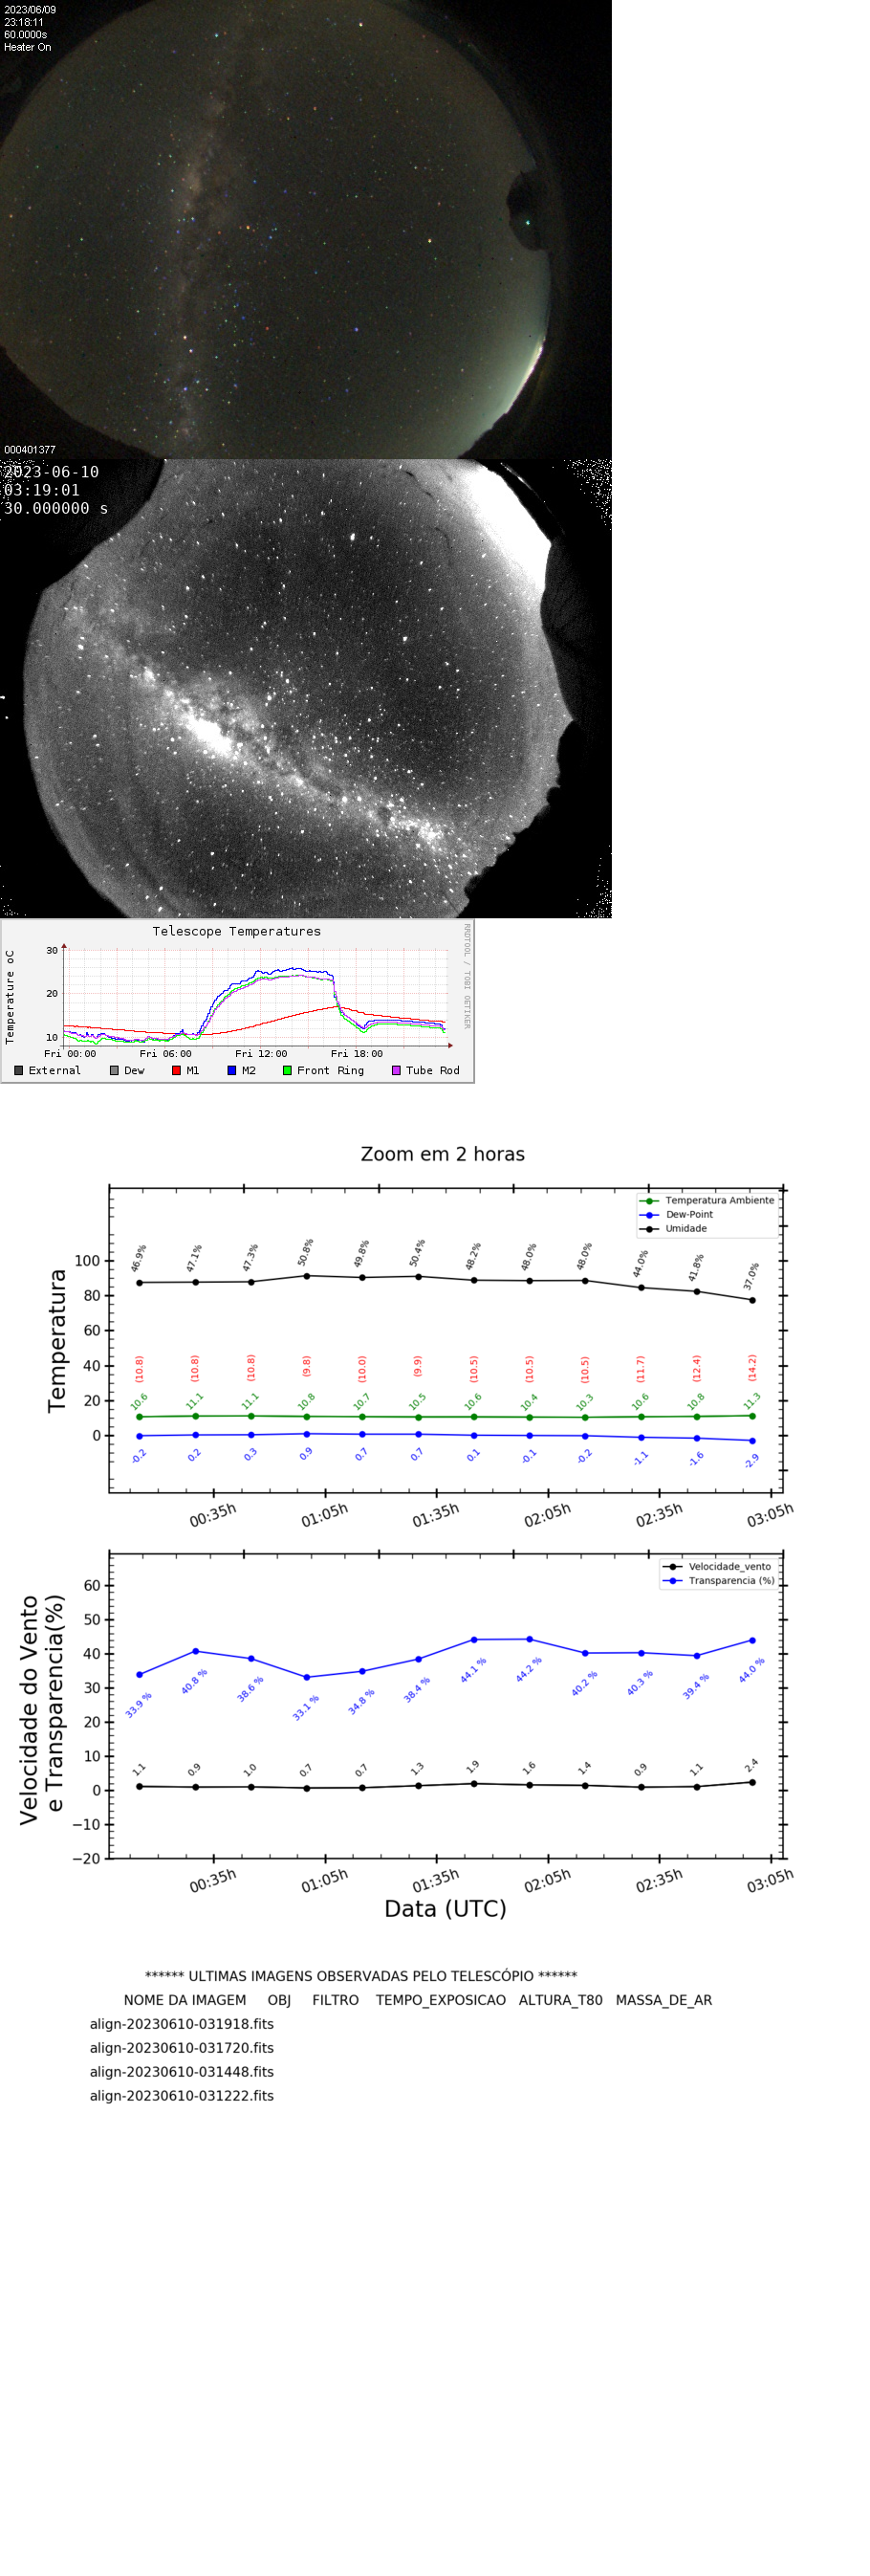 2023/06/09
23:18:11
60.0000s
Heater On
000401377
2023-06-10
03:19:01
30.000000 s
Telescope Temperatures
RRDTOOL / TOBI OETIKER
Temperature oC
30
20
10
Fri 00:00 Fri 06:00 Fri 12:00 Fri 18:00
External Dew M1 M2 Front Ring Tube Rod
Zoom em 2 horas
Temperatura Ambiente
Dew-Point
Umidade
Temperatura
100
80
60
40
20
0
46.9% 47.1% 47.3% 50.8% 49.8% 50.4% 48.2% 48.0% 48.0% 44.0% 41.8% 37.0%
(10.8) (10.8) (10.8) (9.8) (10.0) (9.9) (10.5) (10.5) (10.5) (11.7) (12.4) (14.2)
10.6 11.1 11.1 10.8 10.7 10.5 10.6 10.4 10.3 10.6 10.8 11.3
-0.2 0.2 0.3 0.9 0.7 0.7 0.1 -0.1 -0.2 -1.1 -1.6 -2.9
00:35h 01:05h 01:35h 02:05h 02:35h 03:05h
Velocidade_vento
Transparencia (%)
Velocidade do Vento
e Transparencia(%)
60
50
40
30
20
10
0
−10
−20
33.9 % 40.8 % 38.6 % 33.1 % 34.8 % 38.4 % 44.1 % 44.2 % 40.2 % 40.3 % 39.4 % 44.0 %
1.1 0.9 1.0 0.7 0.7 1.3 1.9 1.6 1.4 0.9 1.1 2.4
00:35h 01:05h 01:35h 02:05h 02:35h 03:05h
Data (UTC)
****** ULTIMAS IMAGENS OBSERVADAS PELO TELESCÓPIO ******
NOME DA IMAGEM OBJ FILTRO TEMPO_EXPOSICAO ALTURA_T80 MASSA_DE_AR
align-20230610-031918.fits
align-20230610-031720.fits
align-20230610-031448.fits
align-20230610-031222.fits